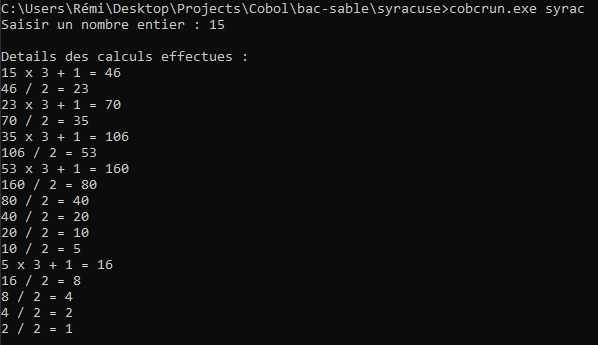 C:\Users\Rémi\Desktop\Projects\Cobol\bac-sable\syracuse>cobcrun.exe syrac
Saisir un nombre entier : 15
Details des calculs effectues :
15 x 3 + 1 = 46
46 / 2 = 23
23 x 3 + 1 = 70
70 / 2 = 35
35 x 3 + 1 = 106
106 / 2 = 53
53 x 3 + 1 = 160
160 / 2 = 80
80 / 2 = 40
40 / 2 = 20
20 / 2 = 10
10 / 2 = 5
5 x 3 + 1 = 16
16 / 2 = 8
8 / 2 = 4
4 / 2 = 2
2 / 2 = 1